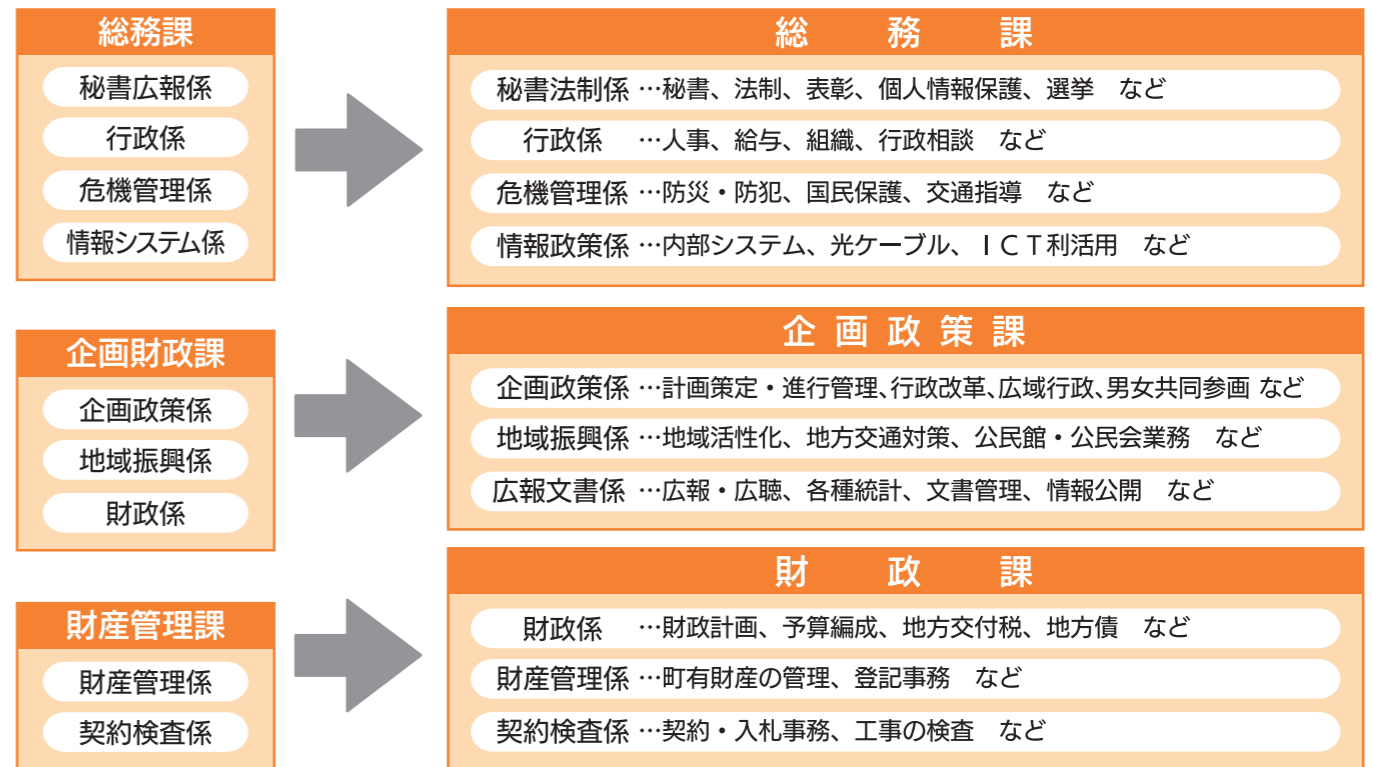 総務課
秘書広報係
行政係
危機管理係
情報システム係
総務課
秘書法制係…秘書、法制、表彰、個人情報保護、選挙　など
行政係　…人事、給与、組織、行政相談　など
危機管理係…防災・防犯、国民保護、交通指導　など
情報政策係…内部システム、光ケーブル、ＩＣＴ利活用　など
企画財政課
企画政策係
地域振興係
財政係
企画政策課
企画政策係…計画策定・進行管理、行政改革、広域行政、男女共同参画 など
地域振興係…地域活性化、地方交通対策、公民館・公民会業務　など
広報文書係…広報・広聴、各種統計、文書管理、情報公開　など
財産管理課
財産管理係
契約検査係
財政課
財政係　…財政計画、予算編成、地方交付税、地方債　など
財産管理係…町有財産の管理、登記事務　など
契約検査係…契約・入札事務、工事の検査　など